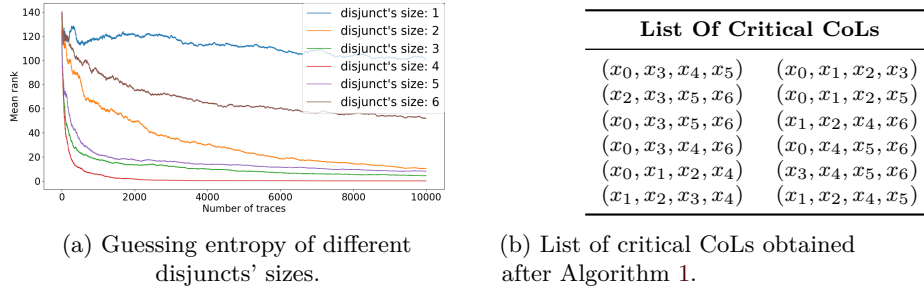 140
120
100
80
60
40
20
0
Mean rank
0 2000 4000 6000 8000 10000
Number of traces
disjunct's size: 1
disjunct's size: 2
disjunct's size: 3
disjunct's size: 4
disjunct's size: 5
disjunct's size: 6
(a) Guessing entropy of different
disjuncts' sizes.
List Of Critical CoLs
(x₀, x₃, x₄, x₅) (x₀, x₁, x₂, x₃)
(x₂, x₃, x₅, x₆) (x₀, x₁, x₂, x₅)
(x₀, x₃, x₅, x₆) (x₁, x₂, x₄, x₆)
(x₀, x₃, x₄, x₆) (x₀, x₄, x₅, x₆)
(x₀, x₁, x₂, x₄) (x₃, x₄, x₅, x₆)
(x₁, x₂, x₃, x₄) (x₁, x₂, x₄, x₅)
(b) List of critical CoLs obtained
after Algorithm 1.